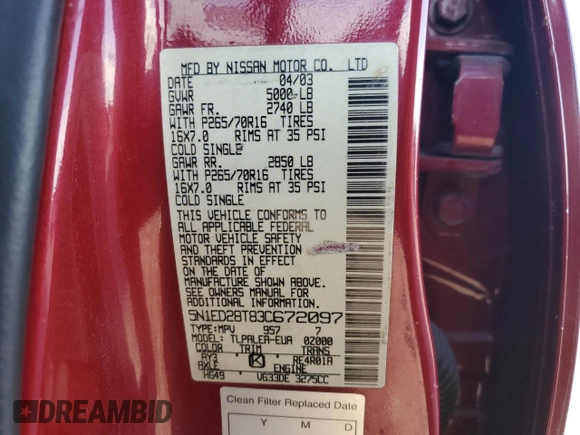 MFD BY NISSAN MOTOR CO. LTD
DATE 04/03
GVWR 5000 LB
GAWR FR. 2740 LB
WITH P265/70R16 TIRES
16X7.0 RIMS AT 35 PSI
COLD SINGLE
GAWR RR. 2850 LB
WITH P265/70R16 TIRES
16X7.0 RIMS AT 35 PSI
COLD SINGLE
THIS VEHICLE CONFORMS TO
ALL APPLICABLE FEDERAL
MOTOR VEHICLE SAFETY
AND THEFT PREVENTION
STANDARDS IN EFFECT
ON THE DATE OF
MANUFACTURE SHOWN ABOVE.
SEE OWNERS MANUAL FOR
ADDITIONAL INFORMATION
5N1ED28T83C672097
TYPE:MPV 957 7
MODEL: TLPALEA-EUA 0Z000
COLOR TRIM TRANS
AY3 K RE4R01A
AXLE ENGINE
HG49 VG33DE 3275CC
Clean Filter Replaced Date
Y M D
DREAMBID